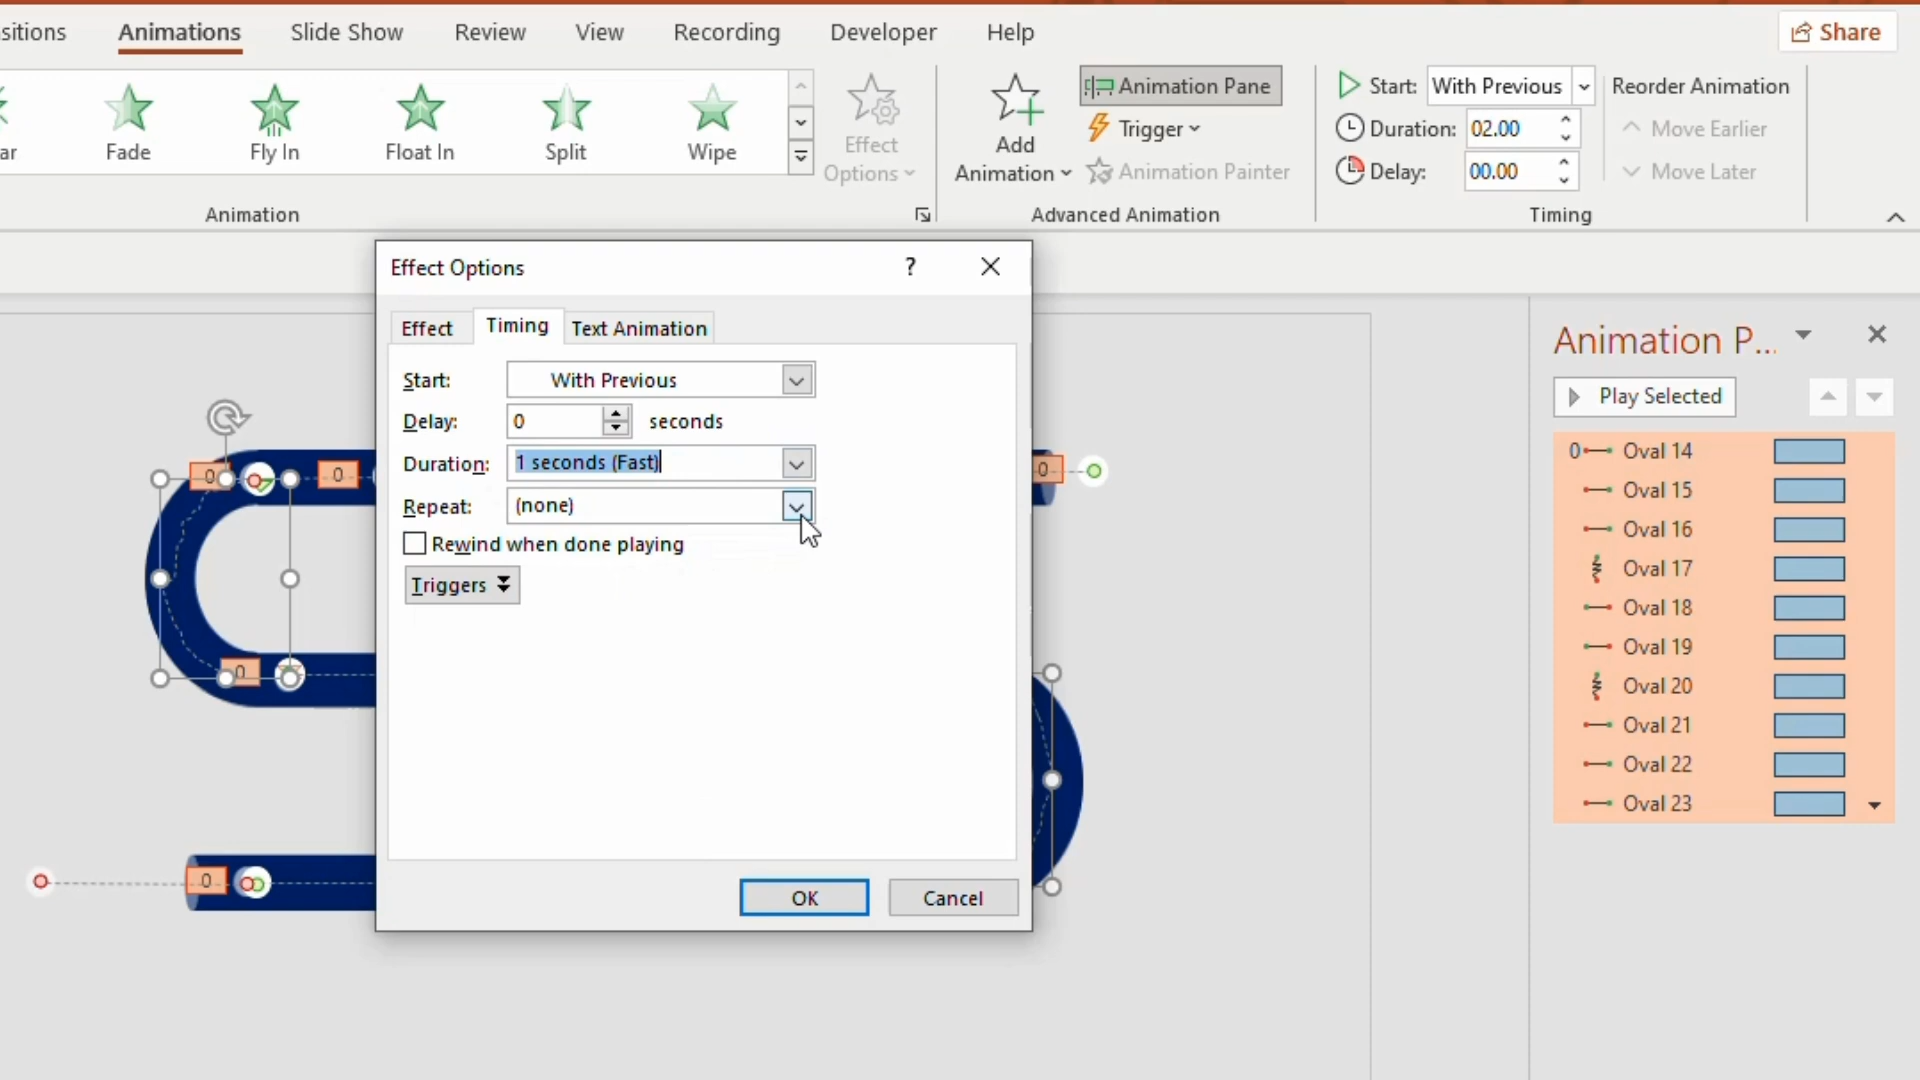 sitions Animations Slide Show Review View Recording Developer Help Share
ar Fade Fly In Float In Split Wipe
Effect Options
Add Animation
Animation Pane
Trigger
Animation Painter
Start: With Previous
Duration: 02.00
Delay: 00.00
Reorder Animation
Move Earlier
Move Later
Animation Advanced Animation Timing
Effect Options ?
Effect Timing Text Animation
Start: With Previous
Delay: 0 seconds
Duration: 1 seconds (Fast)
Repeat: (none)
Rewind when done playing
Triggers
OK Cancel
0 0 0
0
0
Animation P...
Play Selected
0 Oval 14
Oval 15
Oval 16
Oval 17
Oval 18
Oval 19
Oval 20
Oval 21
Oval 22
Oval 23